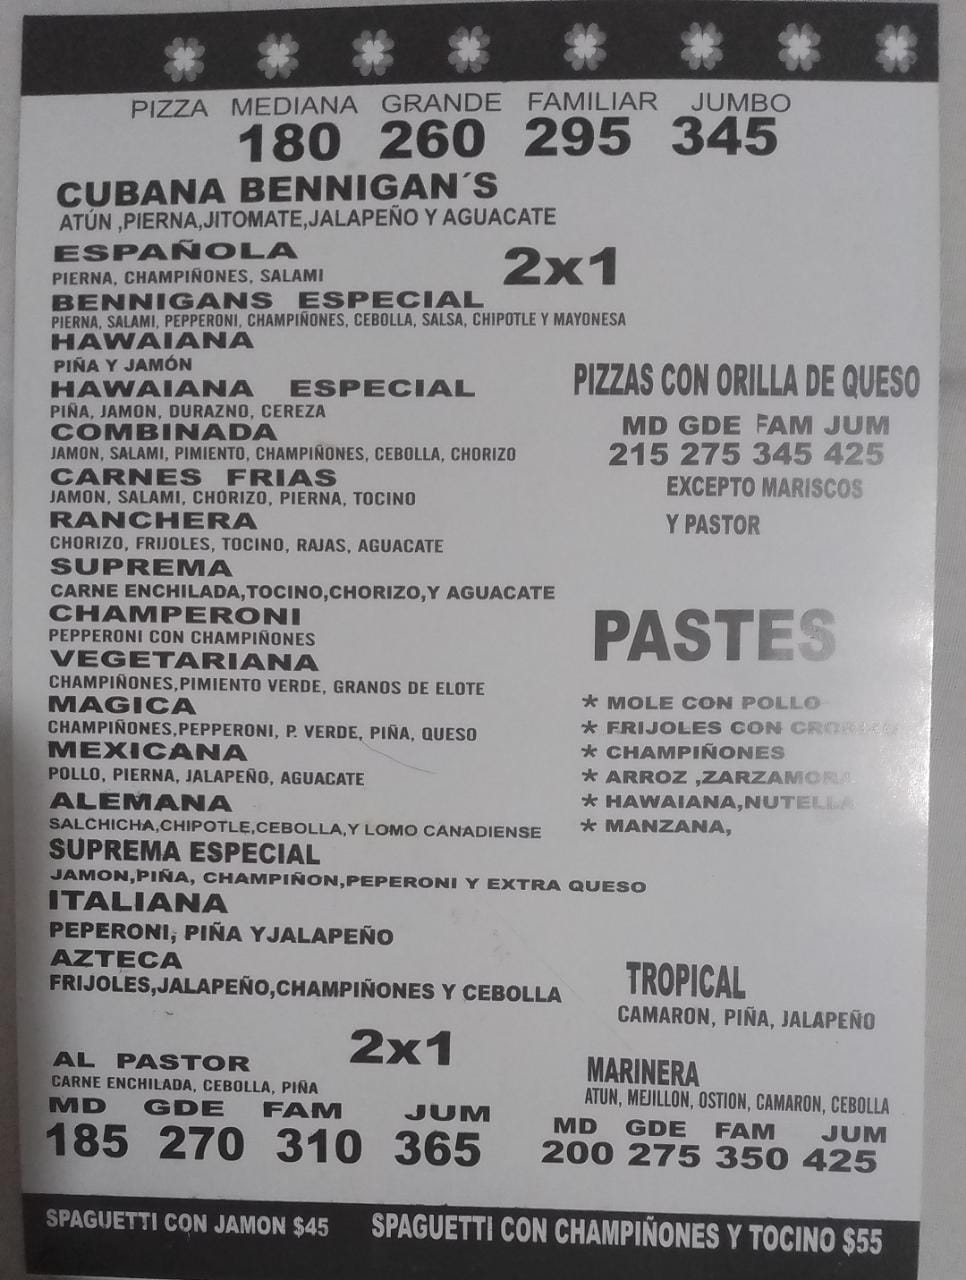 PIZZA MEDIANA GRANDE FAMILIAR JUMBO
180 260 295 345
CUBANA BENNIGAN´S
ATÚN ,PIERNA,JITOMATE,JALAPEÑO Y AGUACATE
ESPAÑOLA
PIERNA, CHAMPIÑONES, SALAMI
2x1
BENNIGANS ESPECIAL
PIERNA, SALAMI, PEPPERONI, CHAMPIÑONES, CEBOLLA, SALSA, CHIPOTLE Y MAYONESA
HAWAIANA
PIÑA Y JAMÓN
HAWAIANA ESPECIAL
PIÑA, JAMON, DURAZNO, CEREZA
COMBINADA
JAMON, SALAMI, PIMIENTO, CHAMPIÑONES, CEBOLLA, CHORIZO
CARNES FRIAS
JAMON, SALAMI, CHORIZO, PIERNA, TOCINO
RANCHERA
CHORIZO, FRIJOLES, TOCINO, RAJAS, AGUACATE
SUPREMA
CARNE ENCHILADA,TOCINO,CHORIZO,Y AGUACATE
CHAMPERONI
PEPPERONI CON CHAMPIÑONES
VEGETARIANA
CHAMPIÑONES,PIMIENTO VERDE, GRANOS DE ELOTE
MAGICA
CHAMPIÑONES,PEPPERONI, P. VERDE, PIÑA, QUESO
MEXICANA
POLLO, PIERNA, JALAPEÑO, AGUACATE
ALEMANA
SALCHICHA,CHIPOTLE,CEBOLLA,Y LOMO CANADIENSE
SUPREMA ESPECIAL
JAMON,PIÑA, CHAMPIÑON,PEPERONI Y EXTRA QUESO
ITALIANA
PEPERONI, PIÑA YJALAPEÑO
AZTECA
FRIJOLES,JALAPEÑO,CHAMPIÑONES Y CEBOLLA
2x1
AL PASTOR
CARNE ENCHILADA, CEBOLLA, PIÑA
MD GDE FAM JUM
185 270 310 365
PIZZAS CON ORILLA DE QUESO
MD GDE FAM JUM
215 275 345 425
EXCEPTO MARISCOS
Y PASTOR
PASTES
* MOLE CON POLLO
* FRIJOLES CON
* CHAMPIÑONES
* ARROZ ,ZARZAMORA
* HAWAIANA,NUTELLA
* MANZANA,
TROPICAL
CAMARON, PIÑA, JALAPEÑO
MARINERA
ATUN, MEJILLON, OSTION, CAMARON, CEBOLLA
MD GDE FAM JUM
200 275 350 425
SPAGUETTI CON JAMON $45 SPAGUETTI CON CHAMPIÑONES Y TOCINO $55